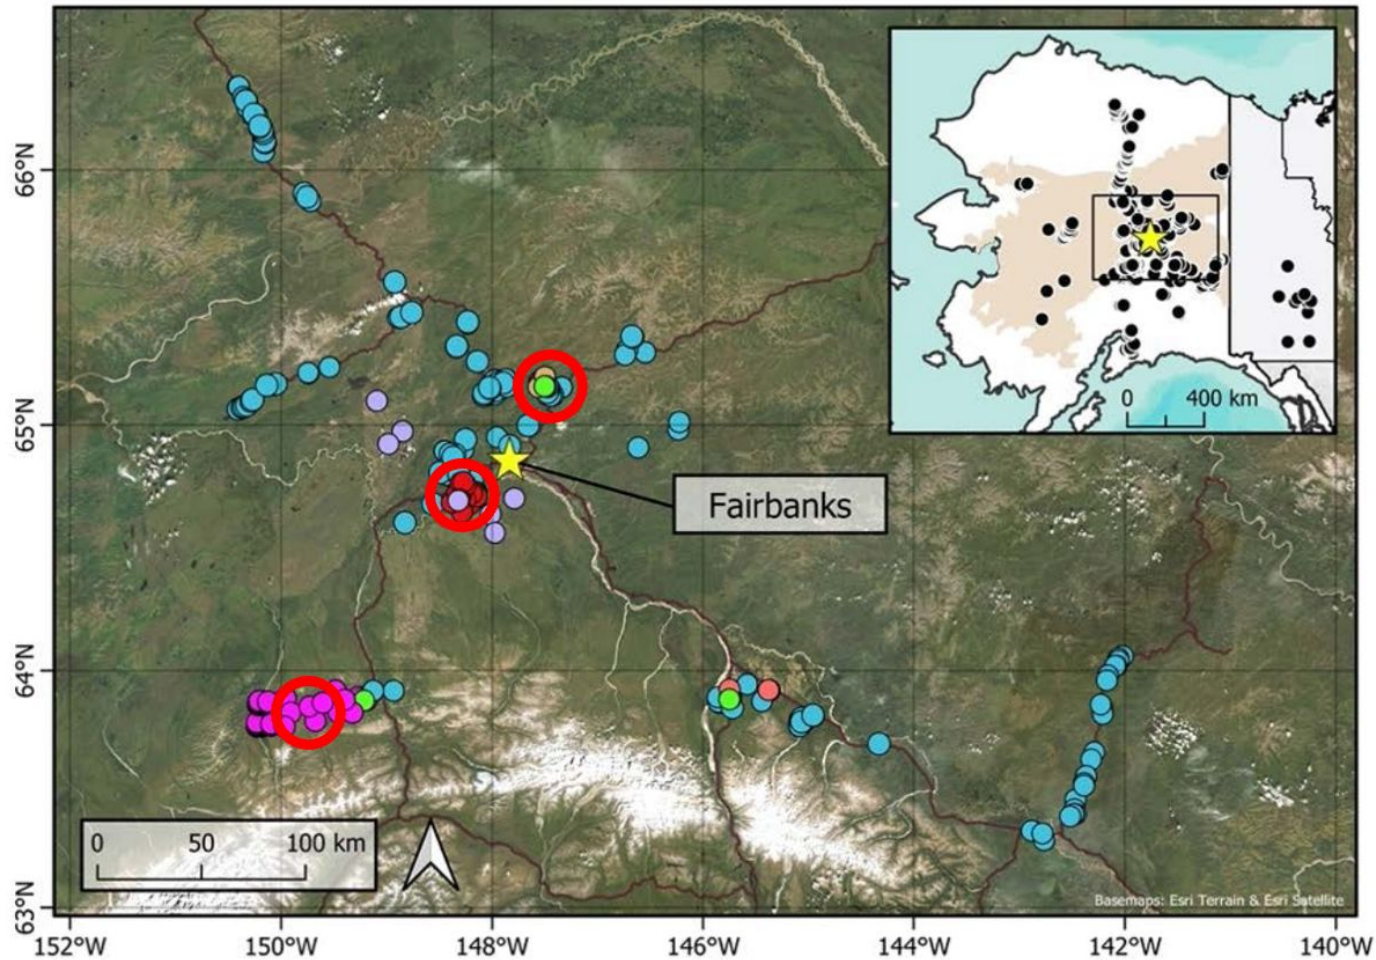 66°N
65°N
64°N
63°N
0 400 km
Fairbanks
0 50 100 km
Basemaps: Esri Terrain & Esri Satellite
152°W 150°W 148°W 146°W 144°W 142°W 140°W